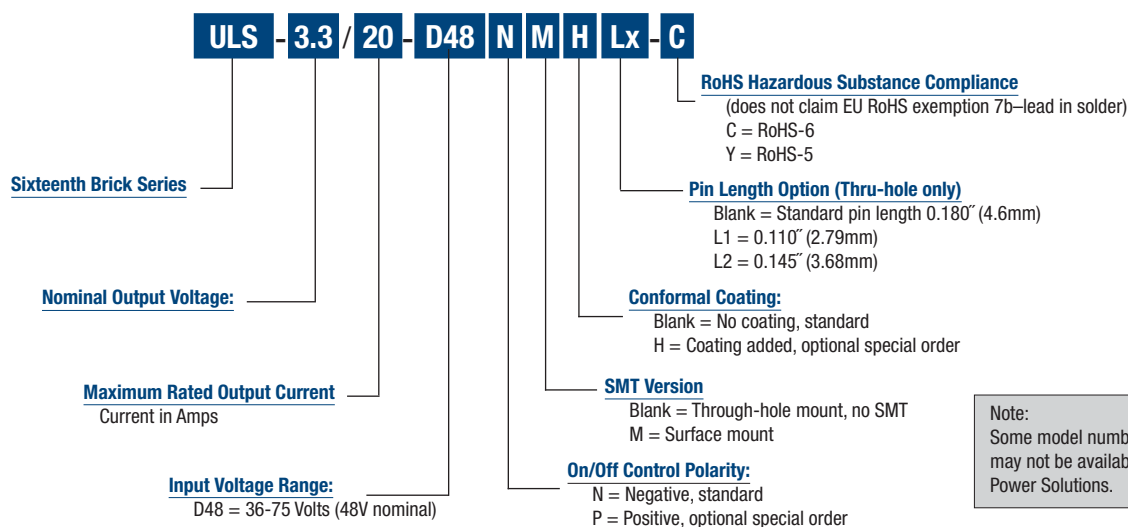 ULS - 3.3 / 20 - D48 N M H Lx - C
RoHS Hazardous Substance Compliance
(does not claim EU RoHS exemption 7b–lead in solder)
C = RoHS-6
Y = RoHS-5
Sixteenth Brick Series
Pin Length Option (Thru-hole only)
Blank = Standard pin length 0.180˝ (4.6mm)
L1 = 0.110˝ (2.79mm)
L2 = 0.145˝ (3.68mm)
Nominal Output Voltage:
Conformal Coating:
Blank = No coating, standard
H = Coating added, optional special order
Maximum Rated Output Current
Current in Amps
SMT Version
Blank = Through-hole mount, no SMT
M = Surface mount
Note:
Some model numb
may not be availab
Power Solutions.
Input Voltage Range:
D48 = 36-75 Volts (48V nominal)
On/Off Control Polarity:
N = Negative, standard
P = Positive, optional special order